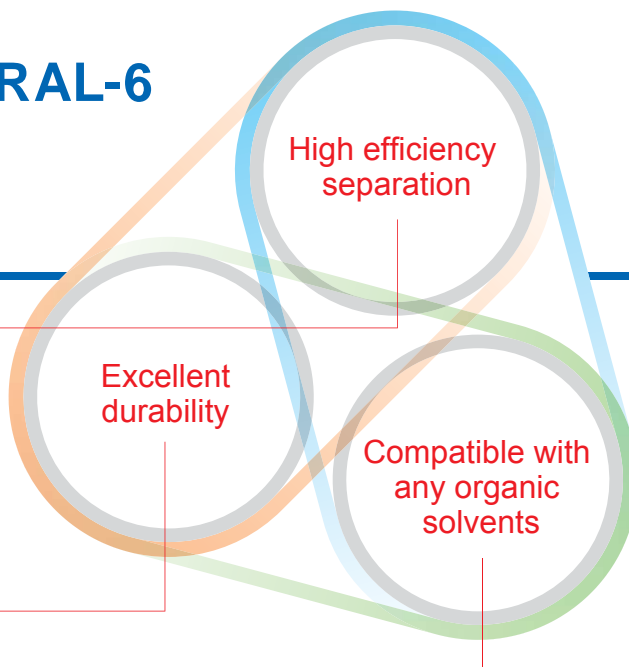 RAL-6
High efficiency
separation
Excellent
durability
Compatible with
any organic
solvents